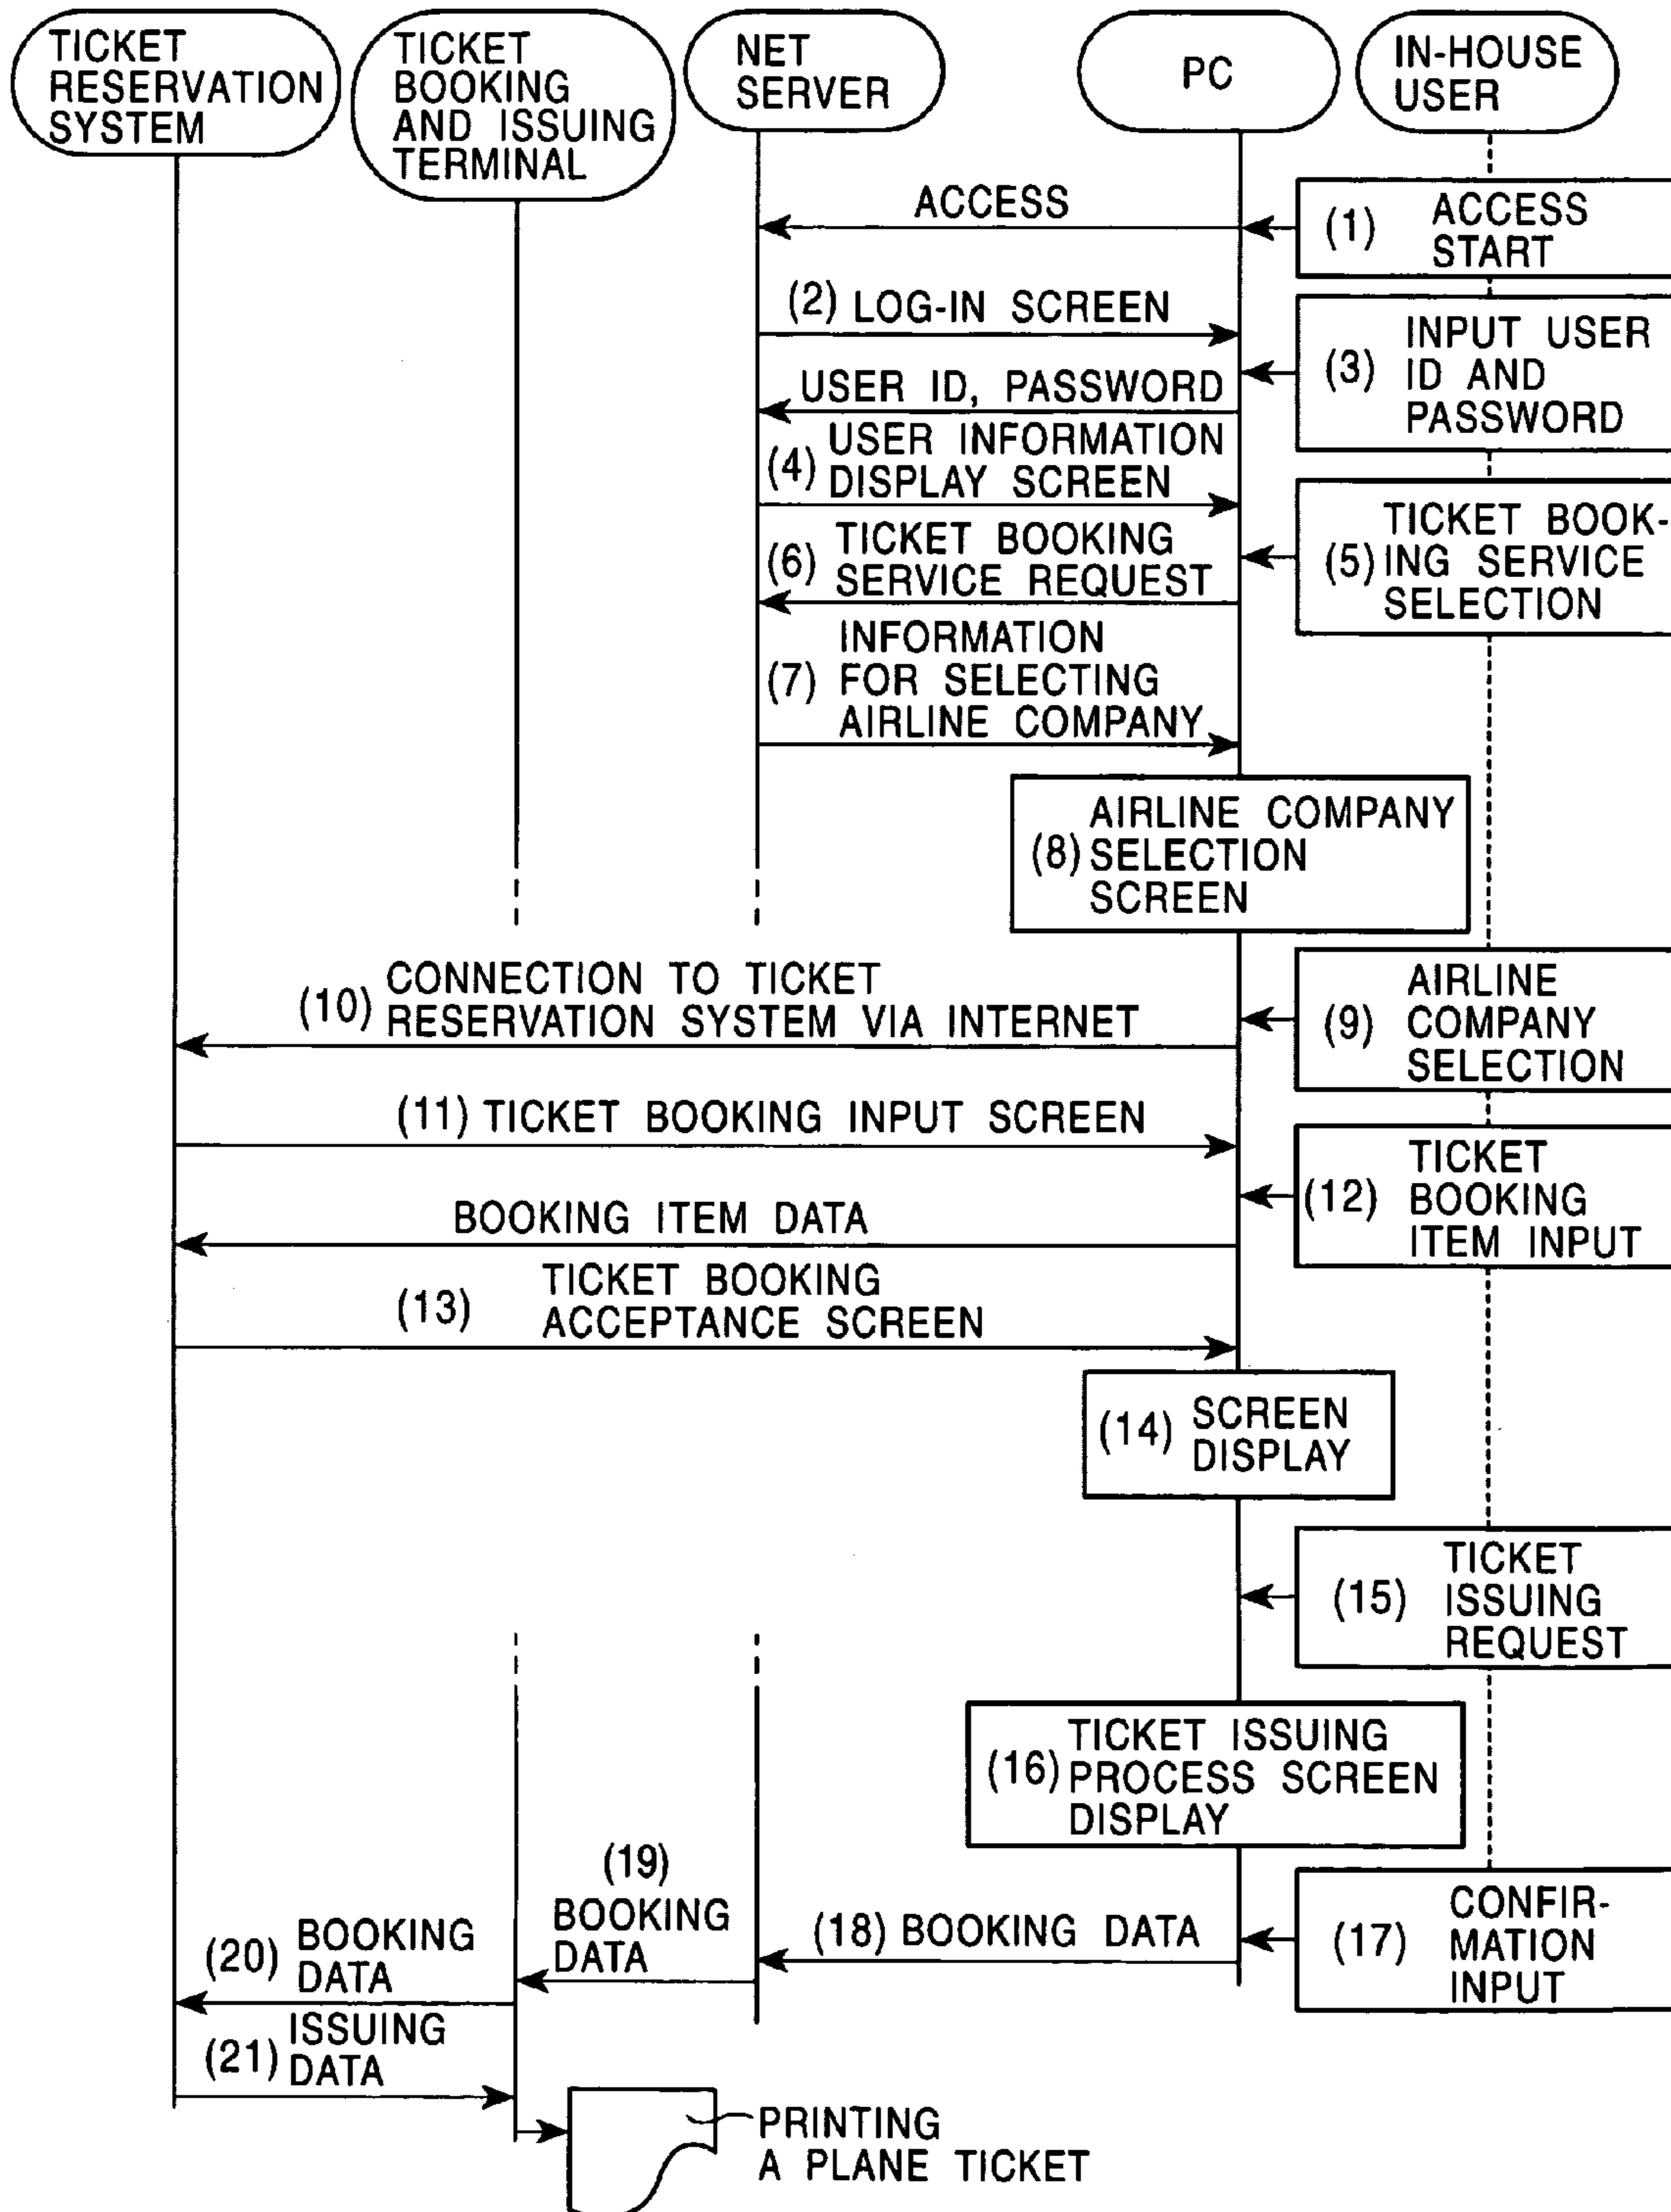 TICKET
RESERVATION
SYSTEM
TICKET
BOOKING
AND ISSUING
TERMINAL
NET
SERVER
PC
IN-HOUSE
USER
ACCESS
(1) ACCESS
START
(2) LOG-IN SCREEN
(3) INPUT USER
ID AND
PASSWORD
USER ID, PASSWORD
(4) USER INFORMATION
DISPLAY SCREEN
(5) TICKET BOOK-
ING SERVICE
SELECTION
(6) TICKET BOOKING
SERVICE REQUEST
(7) INFORMATION
FOR SELECTING
AIRLINE COMPANY
(8) AIRLINE COMPANY
SELECTION
SCREEN
(9) AIRLINE
COMPANY
SELECTION
(10) CONNECTION TO TICKET
RESERVATION SYSTEM VIA INTERNET
(11) TICKET BOOKING INPUT SCREEN
(12) TICKET
BOOKING
ITEM INPUT
BOOKING ITEM DATA
(13) TICKET BOOKING
ACCEPTANCE SCREEN
(14) SCREEN
DISPLAY
(15) TICKET
ISSUING
REQUEST
(16) TICKET ISSUING
PROCESS SCREEN
DISPLAY
(17) CONFIR-
MATION
INPUT
(18) BOOKING DATA
(19)
BOOKING
DATA
(20) BOOKING
DATA
(21) ISSUING
DATA
PRINTING
A PLANE TICKET